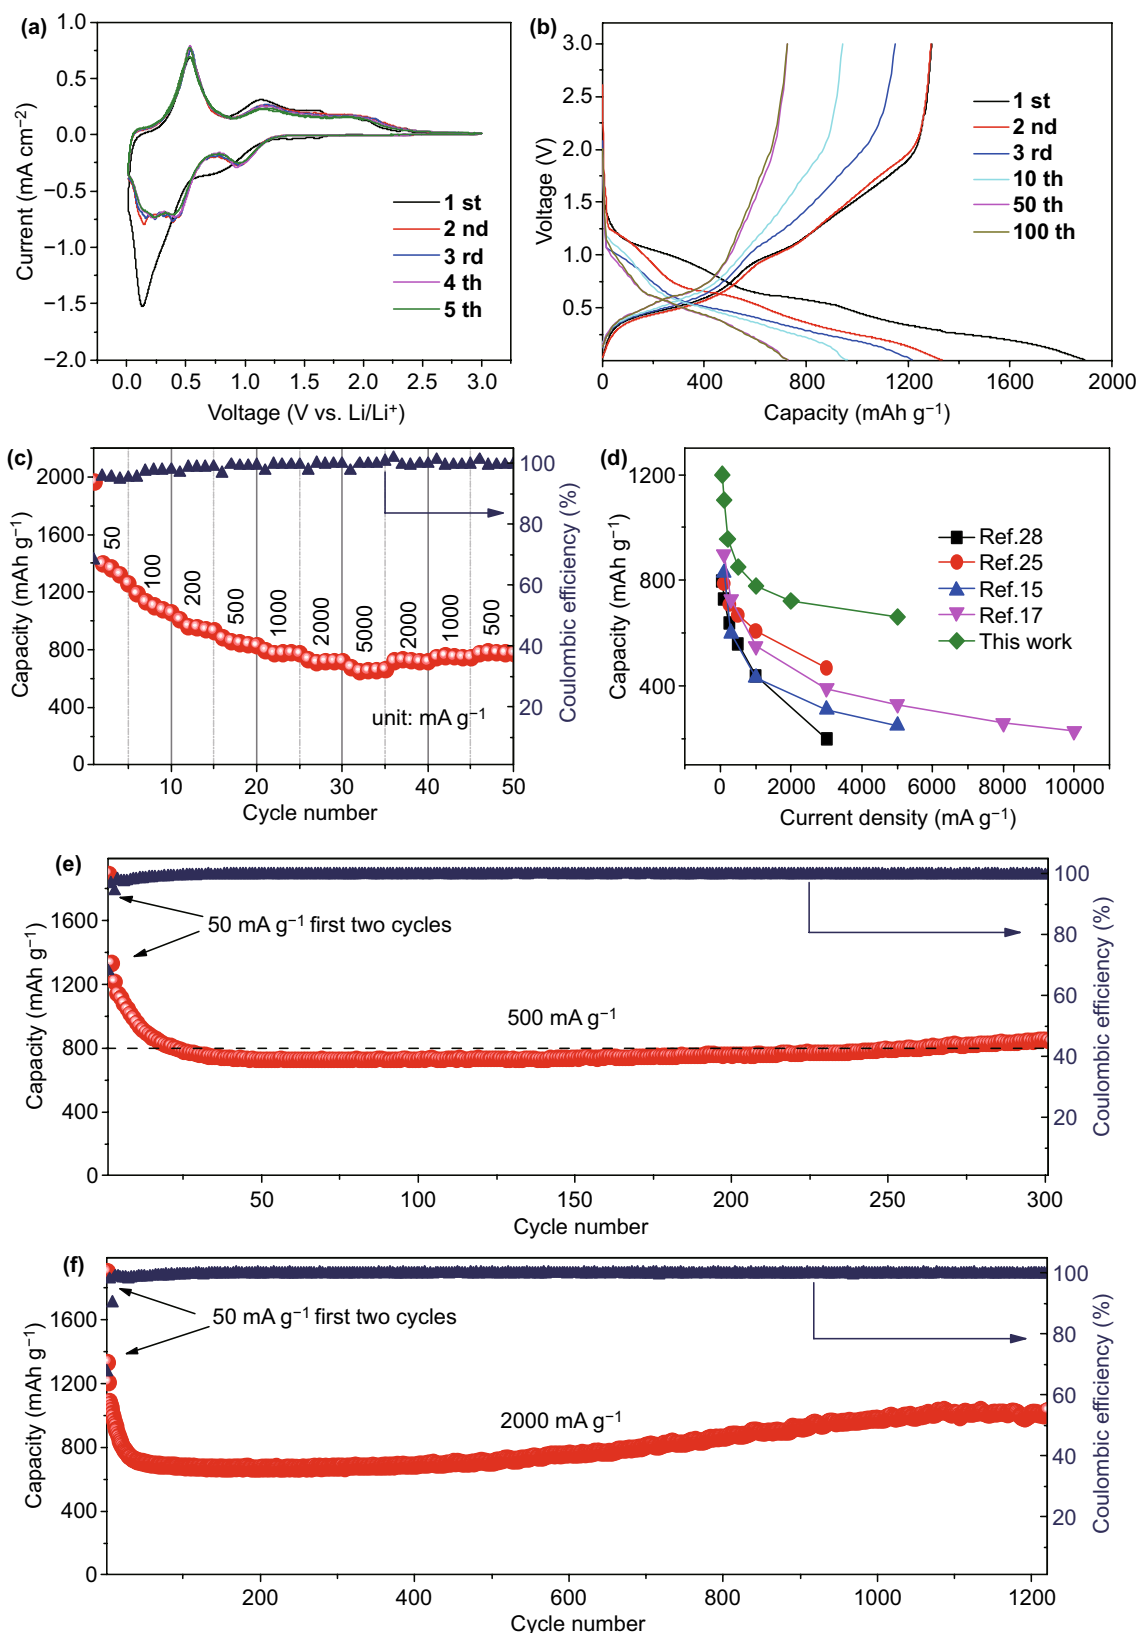 (a)
1.0
0.5
0.0
−0.5
−1.0
−1.5
−2.0
Current (mA cm−2)
1 st
2 nd
3 rd
4 th
5 th
0.0 0.5 1.0 1.5 2.0 2.5 3.0
Voltage (V vs. Li/Li+)
(b)
3.0
2.5
2.0
1.5
1.0
0.5
Voltage (V)
1 st
2 nd
3 rd
10 th
50 th
100 th
0 400 800 1200 1600 2000
Capacity (mAh g−1)
(c)
2000
1600
1200
800
400
0
Capacity (mAh g−1)
50 100 200 500 1000 2000 5000 2000 1000 500
unit: mA g−1
100
80
60
40
20
Coulombic efficiency (%)
10 20 30 40 50
Cycle number
(d)
1200
800
400
Capacity (mAh g−1)
Ref.28
Ref.25
Ref.15
Ref.17
This work
0 2000 4000 6000 8000 10000
Current density (mA g−1)
(e)
1600
1200
800
400
0
Capacity (mAh g−1)
50 mA g−1 first two cycles
500 mA g−1
100
80
60
40
20
Coulombic efficiency (%)
50 100 150 200 250 300
Cycle number
(f)
1600
1200
800
400
0
Capacity (mAh g−1)
50 mA g−1 first two cycles
2000 mA g−1
100
80
60
40
20
Coulombic efficiency (%)
200 400 600 800 1000 1200
Cycle number